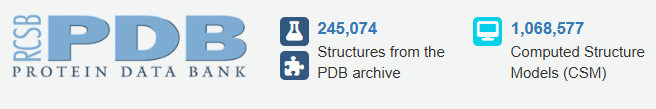 RCSB
PDB
PROTEIN DATA BANK
245,074
Structures from the
PDB archive
1,068,577
Computed Structure
Models (CSM)